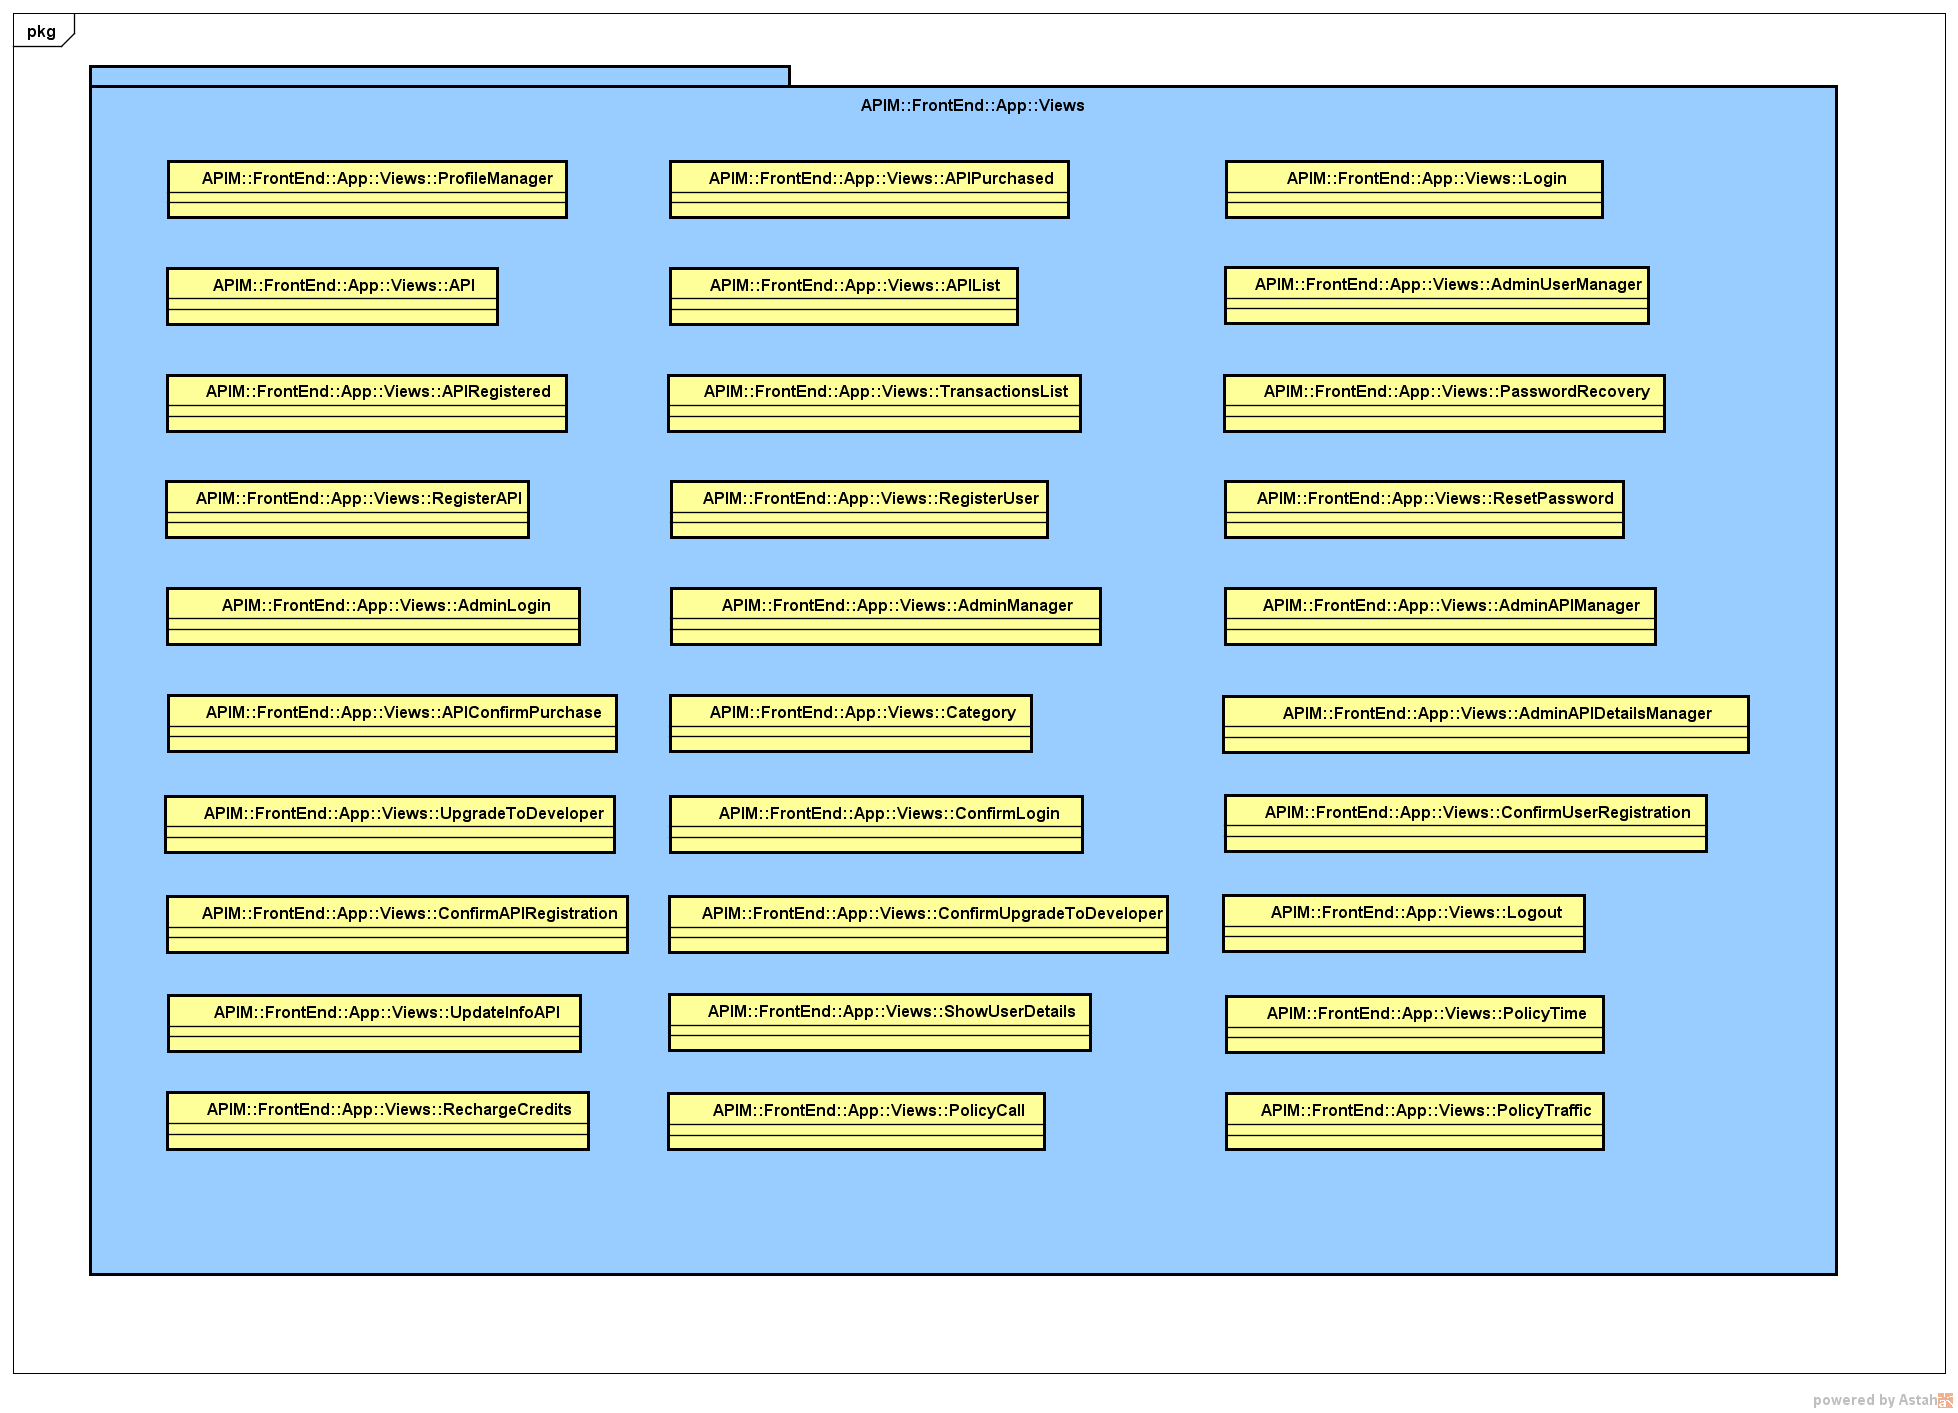 pkg
APIM::FrontEnd::App::Views
APIM::FrontEnd::App::Views::ProfileManager
APIM::FrontEnd::App::Views::APIPurchased
APIM::FrontEnd::App::Views::Login
APIM::FrontEnd::App::Views::API
APIM::FrontEnd::App::Views::APIList
APIM::FrontEnd::App::Views::AdminUserManager
APIM::FrontEnd::App::Views::APIRegistered
APIM::FrontEnd::App::Views::TransactionsList
APIM::FrontEnd::App::Views::PasswordRecovery
APIM::FrontEnd::App::Views::RegisterAPI
APIM::FrontEnd::App::Views::RegisterUser
APIM::FrontEnd::App::Views::ResetPassword
APIM::FrontEnd::App::Views::AdminLogin
APIM::FrontEnd::App::Views::AdminManager
APIM::FrontEnd::App::Views::AdminAPIManager
APIM::FrontEnd::App::Views::APIConfirmPurchase
APIM::FrontEnd::App::Views::Category
APIM::FrontEnd::App::Views::AdminAPIDetailsManager
APIM::FrontEnd::App::Views::UpgradeToDeveloper
APIM::FrontEnd::App::Views::ConfirmLogin
APIM::FrontEnd::App::Views::ConfirmUserRegistration
APIM::FrontEnd::App::Views::ConfirmAPIRegistration
APIM::FrontEnd::App::Views::ConfirmUpgradeToDeveloper
APIM::FrontEnd::App::Views::Logout
APIM::FrontEnd::App::Views::UpdateInfoAPI
APIM::FrontEnd::App::Views::ShowUserDetails
APIM::FrontEnd::App::Views::PolicyTime
APIM::FrontEnd::App::Views::RechargeCredits
APIM::FrontEnd::App::Views::PolicyCall
APIM::FrontEnd::App::Views::PolicyTraffic
powered by Astah